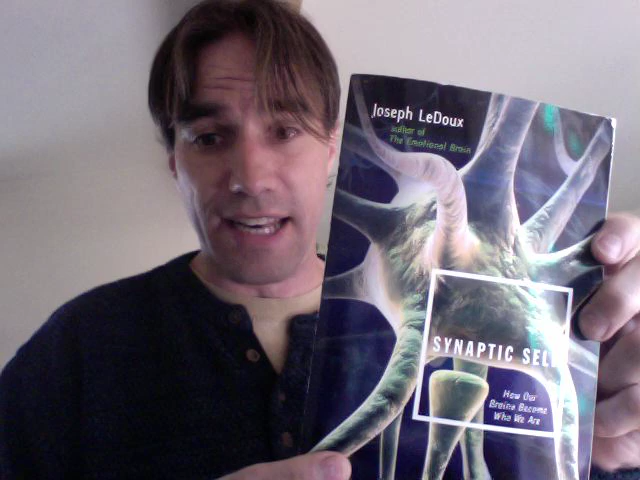 Joseph LeDoux
author of
The Emotional Brain
SYNAPTIC SELF
How Our
Brains Become
Who We Are